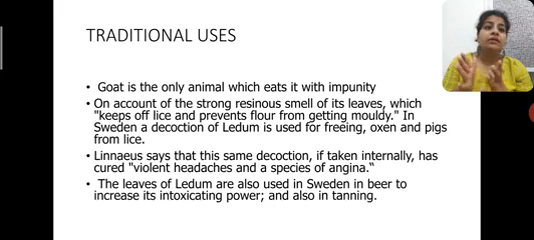 TRADITIONAL USES
• Goat is the only animal which eats it with impunity
• On account of the strong resinous smell of its leaves, which
"keeps off lice and prevents flour from getting mouldy." In
Sweden a decoction of Ledum is used for freeing, oxen and pigs
from lice.
• Linnaeus says that this same decoction, if taken internally, has
cured "violent headaches and a species of angina."
• The leaves of Ledum are also used in Sweden in beer to
increase its intoxicating power; and also in tanning.